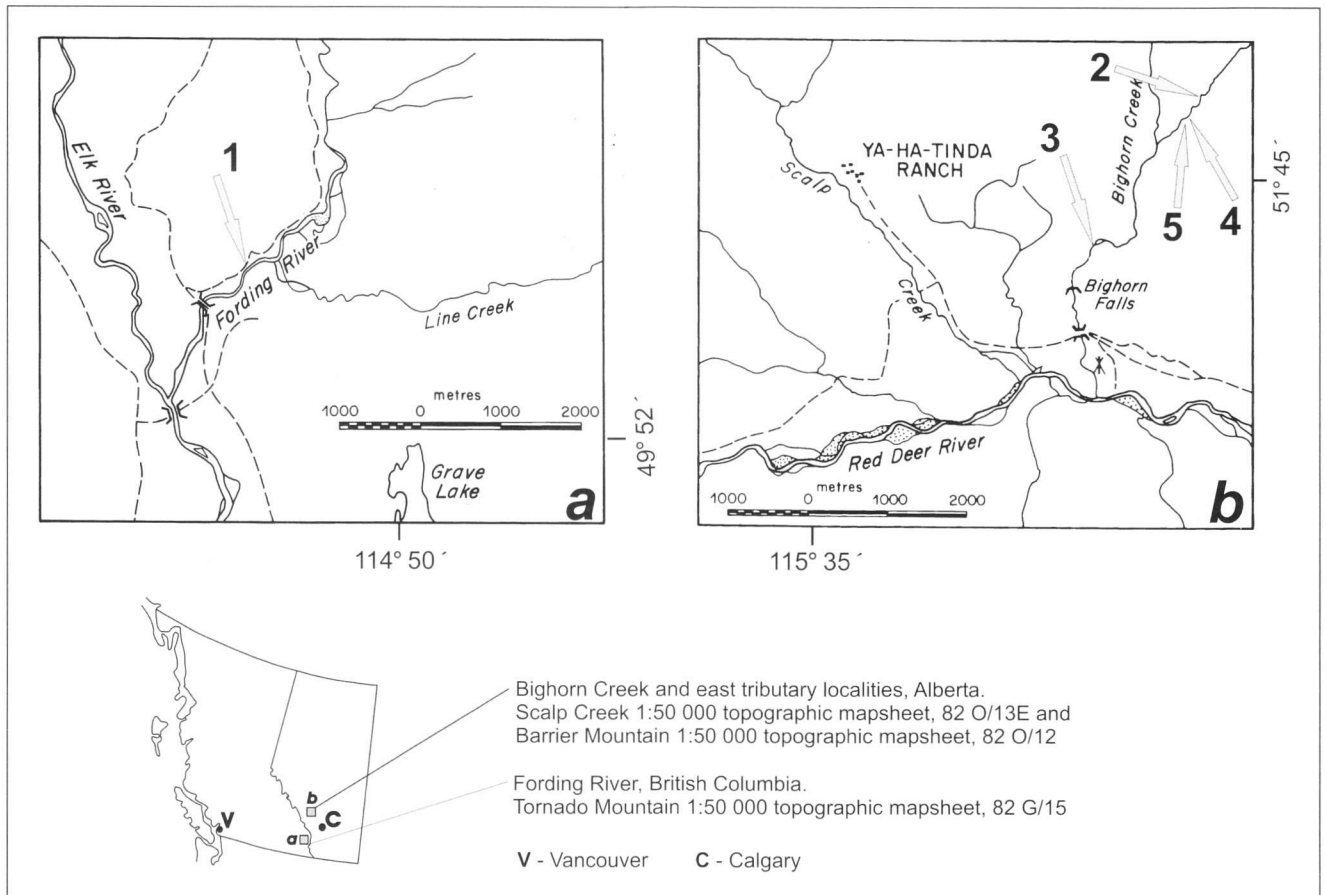 1
Elk River
Fording River
Line Creek
metres
1000 0 1000 2000
Grave
Lake
a
49° 52´
114° 50´
2
3
Bighorn Creek
YA-HA-TINDA
RANCH
Scalp
Creek
5
4
Bighorn
Falls
51° 45´
Red Deer River
metres
1000 0 1000 2000
b
115° 35´
Bighorn Creek and east tributary localities, Alberta.
Scalp Creek 1:50 000 topographic mapsheet, 82 O/13E and
Barrier Mountain 1:50 000 topographic mapsheet, 82 O/12
Fording River, British Columbia.
Tornado Mountain 1:50 000 topographic mapsheet, 82 G/15
b
V
a
C
V - Vancouver C - Calgary